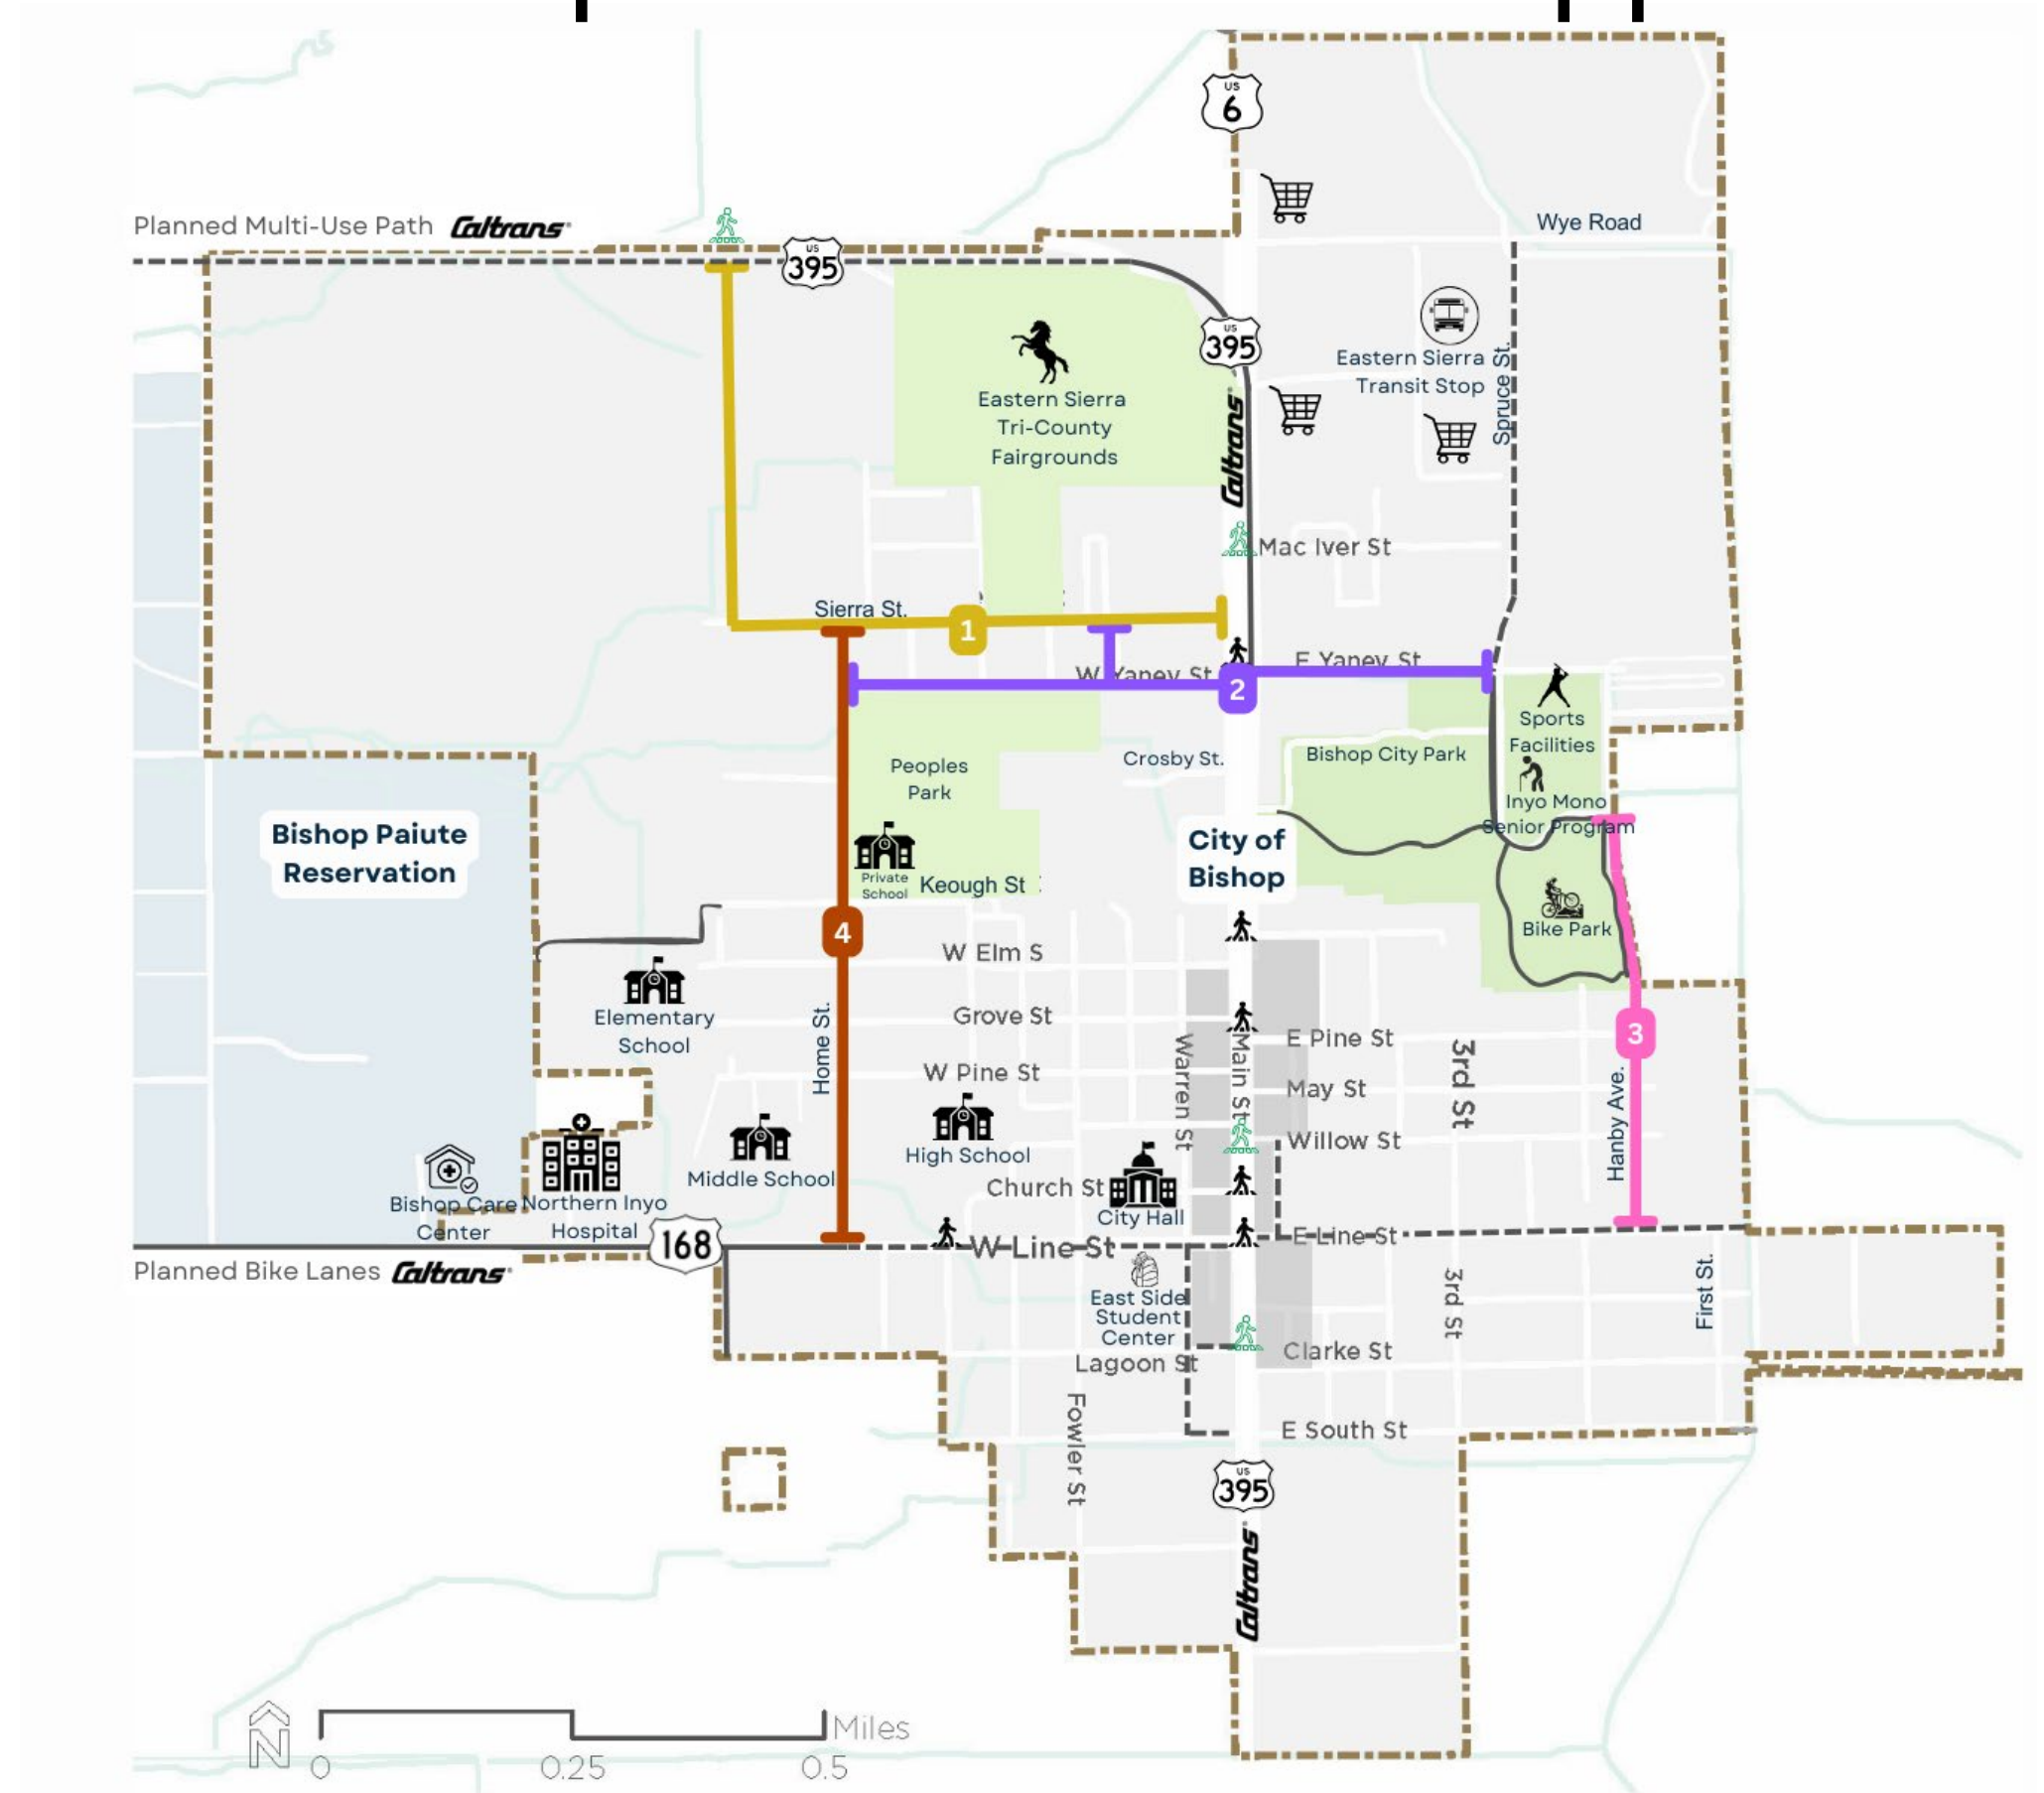 US
6
Wye Road
Planned Multi-Use Path Caltrans
US
395
US
395
Eastern Sierra
Transit Stop
Spruce St.
Eastern Sierra
Tri-County
Fairgrounds
Caltrans
Mac Iver St
Sierra St.
1
W Yaney St
E Yaney St
2
Sports
Facilities
Crosby St.
Bishop City Park
Peoples
Park
Inyo Mono
Senior Program
Bishop Paiute
Reservation
City of
Bishop
Private
School
Keough St
4
Bike Park
W Elm S
Elementary
School
Home St.
Grove St
Warren St
Main St
E Pine St
3rd St
3
W Pine St
May St
Hanby Ave.
High School
Willow St
Middle School
Church St
City Hall
Bishop Care
Center
Northern Inyo
Hospital
168
W Line St
E Line St
Planned Bike Lanes Caltrans
East Side
Student
Center
3rd St
First St.
Clarke St
Lagoon St
Fowler St
E South St
US
395
Caltrans
N
Miles
0
0.25
0.5